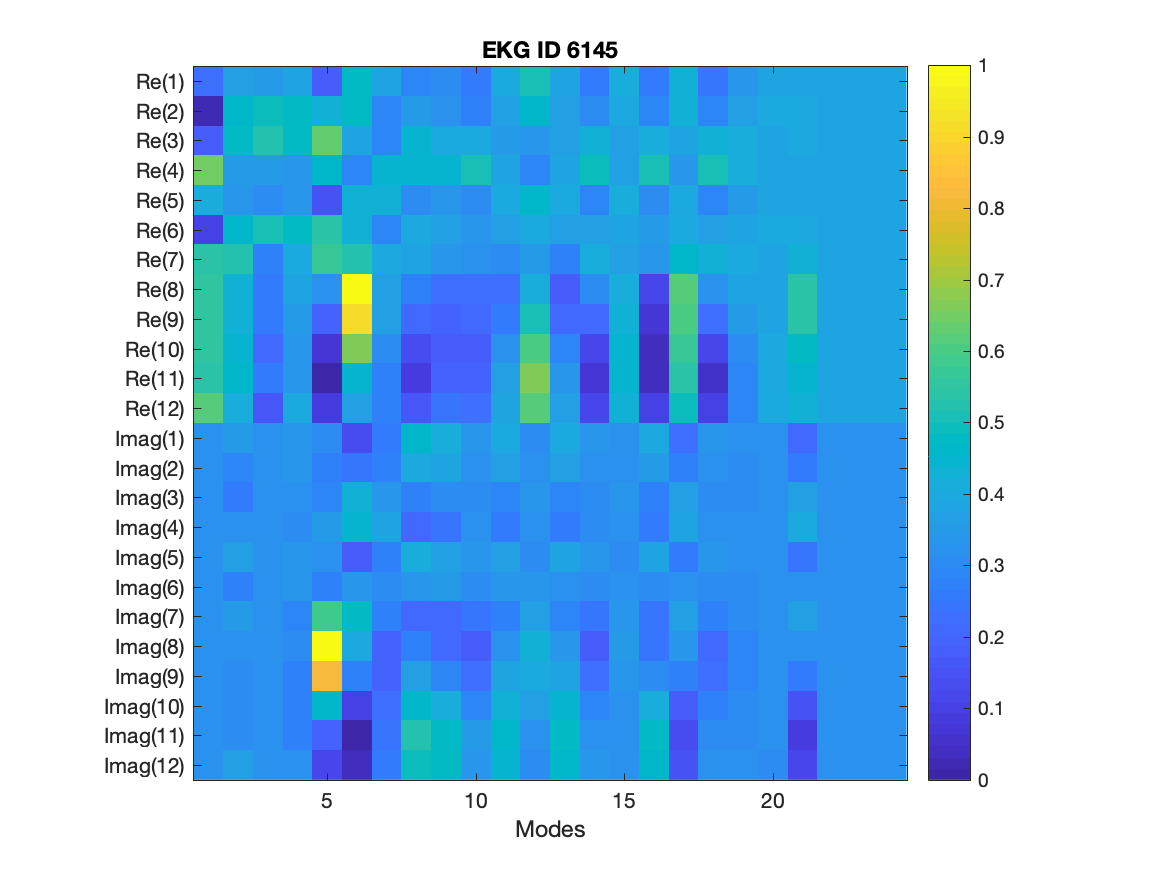 EKG ID 6145
Re(1)
Re(2)
Re(3)
Re(4)
Re(5)
Re(6)
Re(7)
Re(8)
Re(9)
Re(10)
Re(11)
Re(12)
Imag(1)
Imag(2)
Imag(3)
Imag(4)
Imag(5)
Imag(6)
Imag(7)
Imag(8)
Imag(9)
Imag(10)
Imag(11)
Imag(12)
5 10 15 20
Modes
1
0.9
0.8
0.7
0.6
0.5
0.4
0.3
0.2
0.1
0